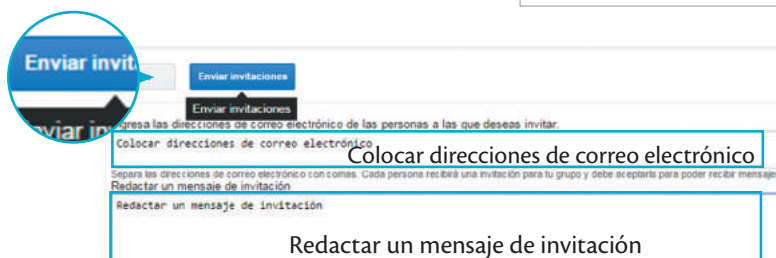 Enviar invit
Enviar invitaciones
Enviar invitaciones
nviar in
ngresa las direcciones de correo electrónico de las personas a las que deseas invitar.
Colocar direcciones de correo electrónico
Colocar direcciones de correo electrónico
Separa las direcciones de correo electrónico con comas. Cada persona recibirá una invitación para tu grupo y debe aceptarla para poder recibir mensaje
Redactar un mensaje de invitación
Redactar un mensaje de invitación
Redactar un mensaje de invitación